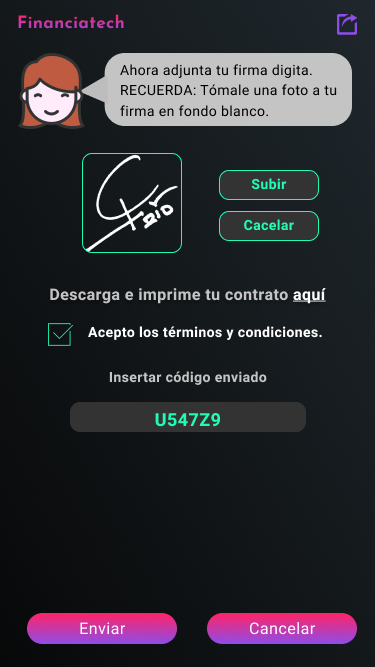 Financiatech
Ahora adjunta tu firma digita.
RECUERDA: Tómale una foto a tu
firma en fondo blanco.
Subir
Cacelar
Descarga e imprime tu contrato aquí
Acepto los términos y condiciones.
Insertar código enviado
U547Z9
Enviar
Cancelar